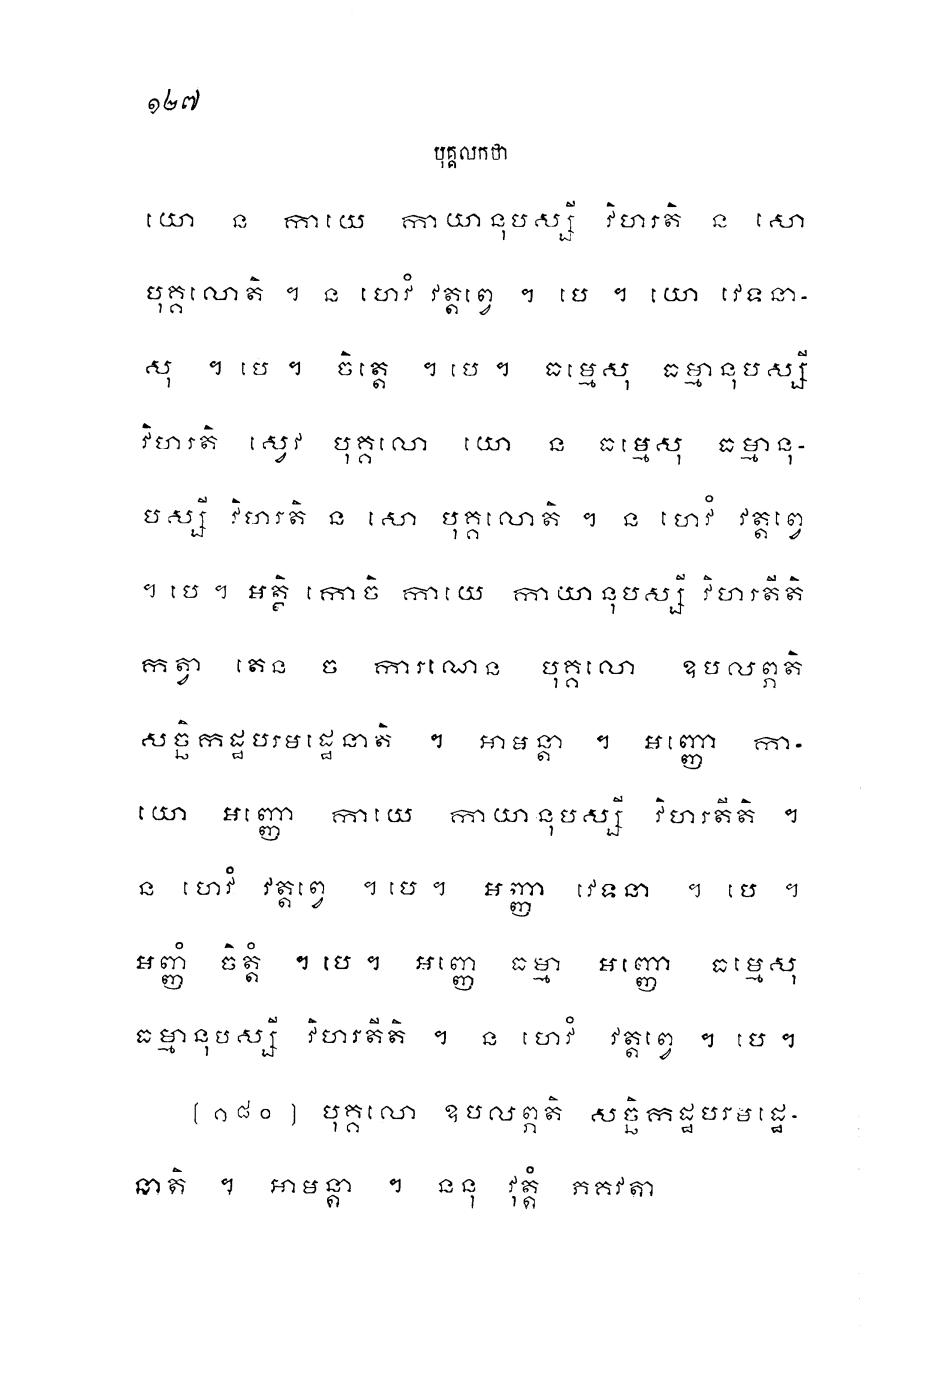 ១២៧
បុគ្គលកថា
យោ ន កាយេ កាយានុបស្សី វិហរតិ ន សោ
បុគ្គលោតិ ។ ន ហេវំ វត្តព្វេ ។ បេ ។ យោ វេទនា-
សុ ។ បេ ។ ចិត្តេ ។ បេ ។ ធម្មេសុ ធម្មានុបស្សី
វិហរតិ ស្វេវ បុគ្គលោ យោ ន ធម្មេសុ ធម្មានុ-
បស្សី វិហរតិ ន សោ បុគ្គលោតិ ។ ន ហេវំ វត្តព្វេ
។ បេ ។ អត្ថិ កោចិ កាយេ កាយានុបស្សី វិហរតីតិ
កត្វា តេន ច ការណេន បុគ្គលោ ឧបលព្ភតិ
សច្ចិកដ្ឋបរមដ្ឋេនាតិ ។ អាមន្តា ។ អញ្ញោ កា-
យោ អញ្ញោ កាយេ កាយានុបស្សី វិហរតីតិ ។
ន ហេវំ វត្តព្វេ ។ បេ ។ អញ្ញា វេទនា ។ បេ ។
អញ្ញំ ចិត្តំ ។ បេ ។ អញ្ញេ ធម្មា អញ្ញោ ធម្មេសុ
ធម្មានុបស្សី វិហរតីតិ ។ ន ហេវំ វត្តព្វេ ។ បេ ។
[១៨០] បុគ្គលោ ឧបលព្ភតិ សច្ចិកដ្ឋបរមដ្ឋេ-
នាតិ ។ អាមន្តា ។ ននុ វុត្តំ ភគវតា